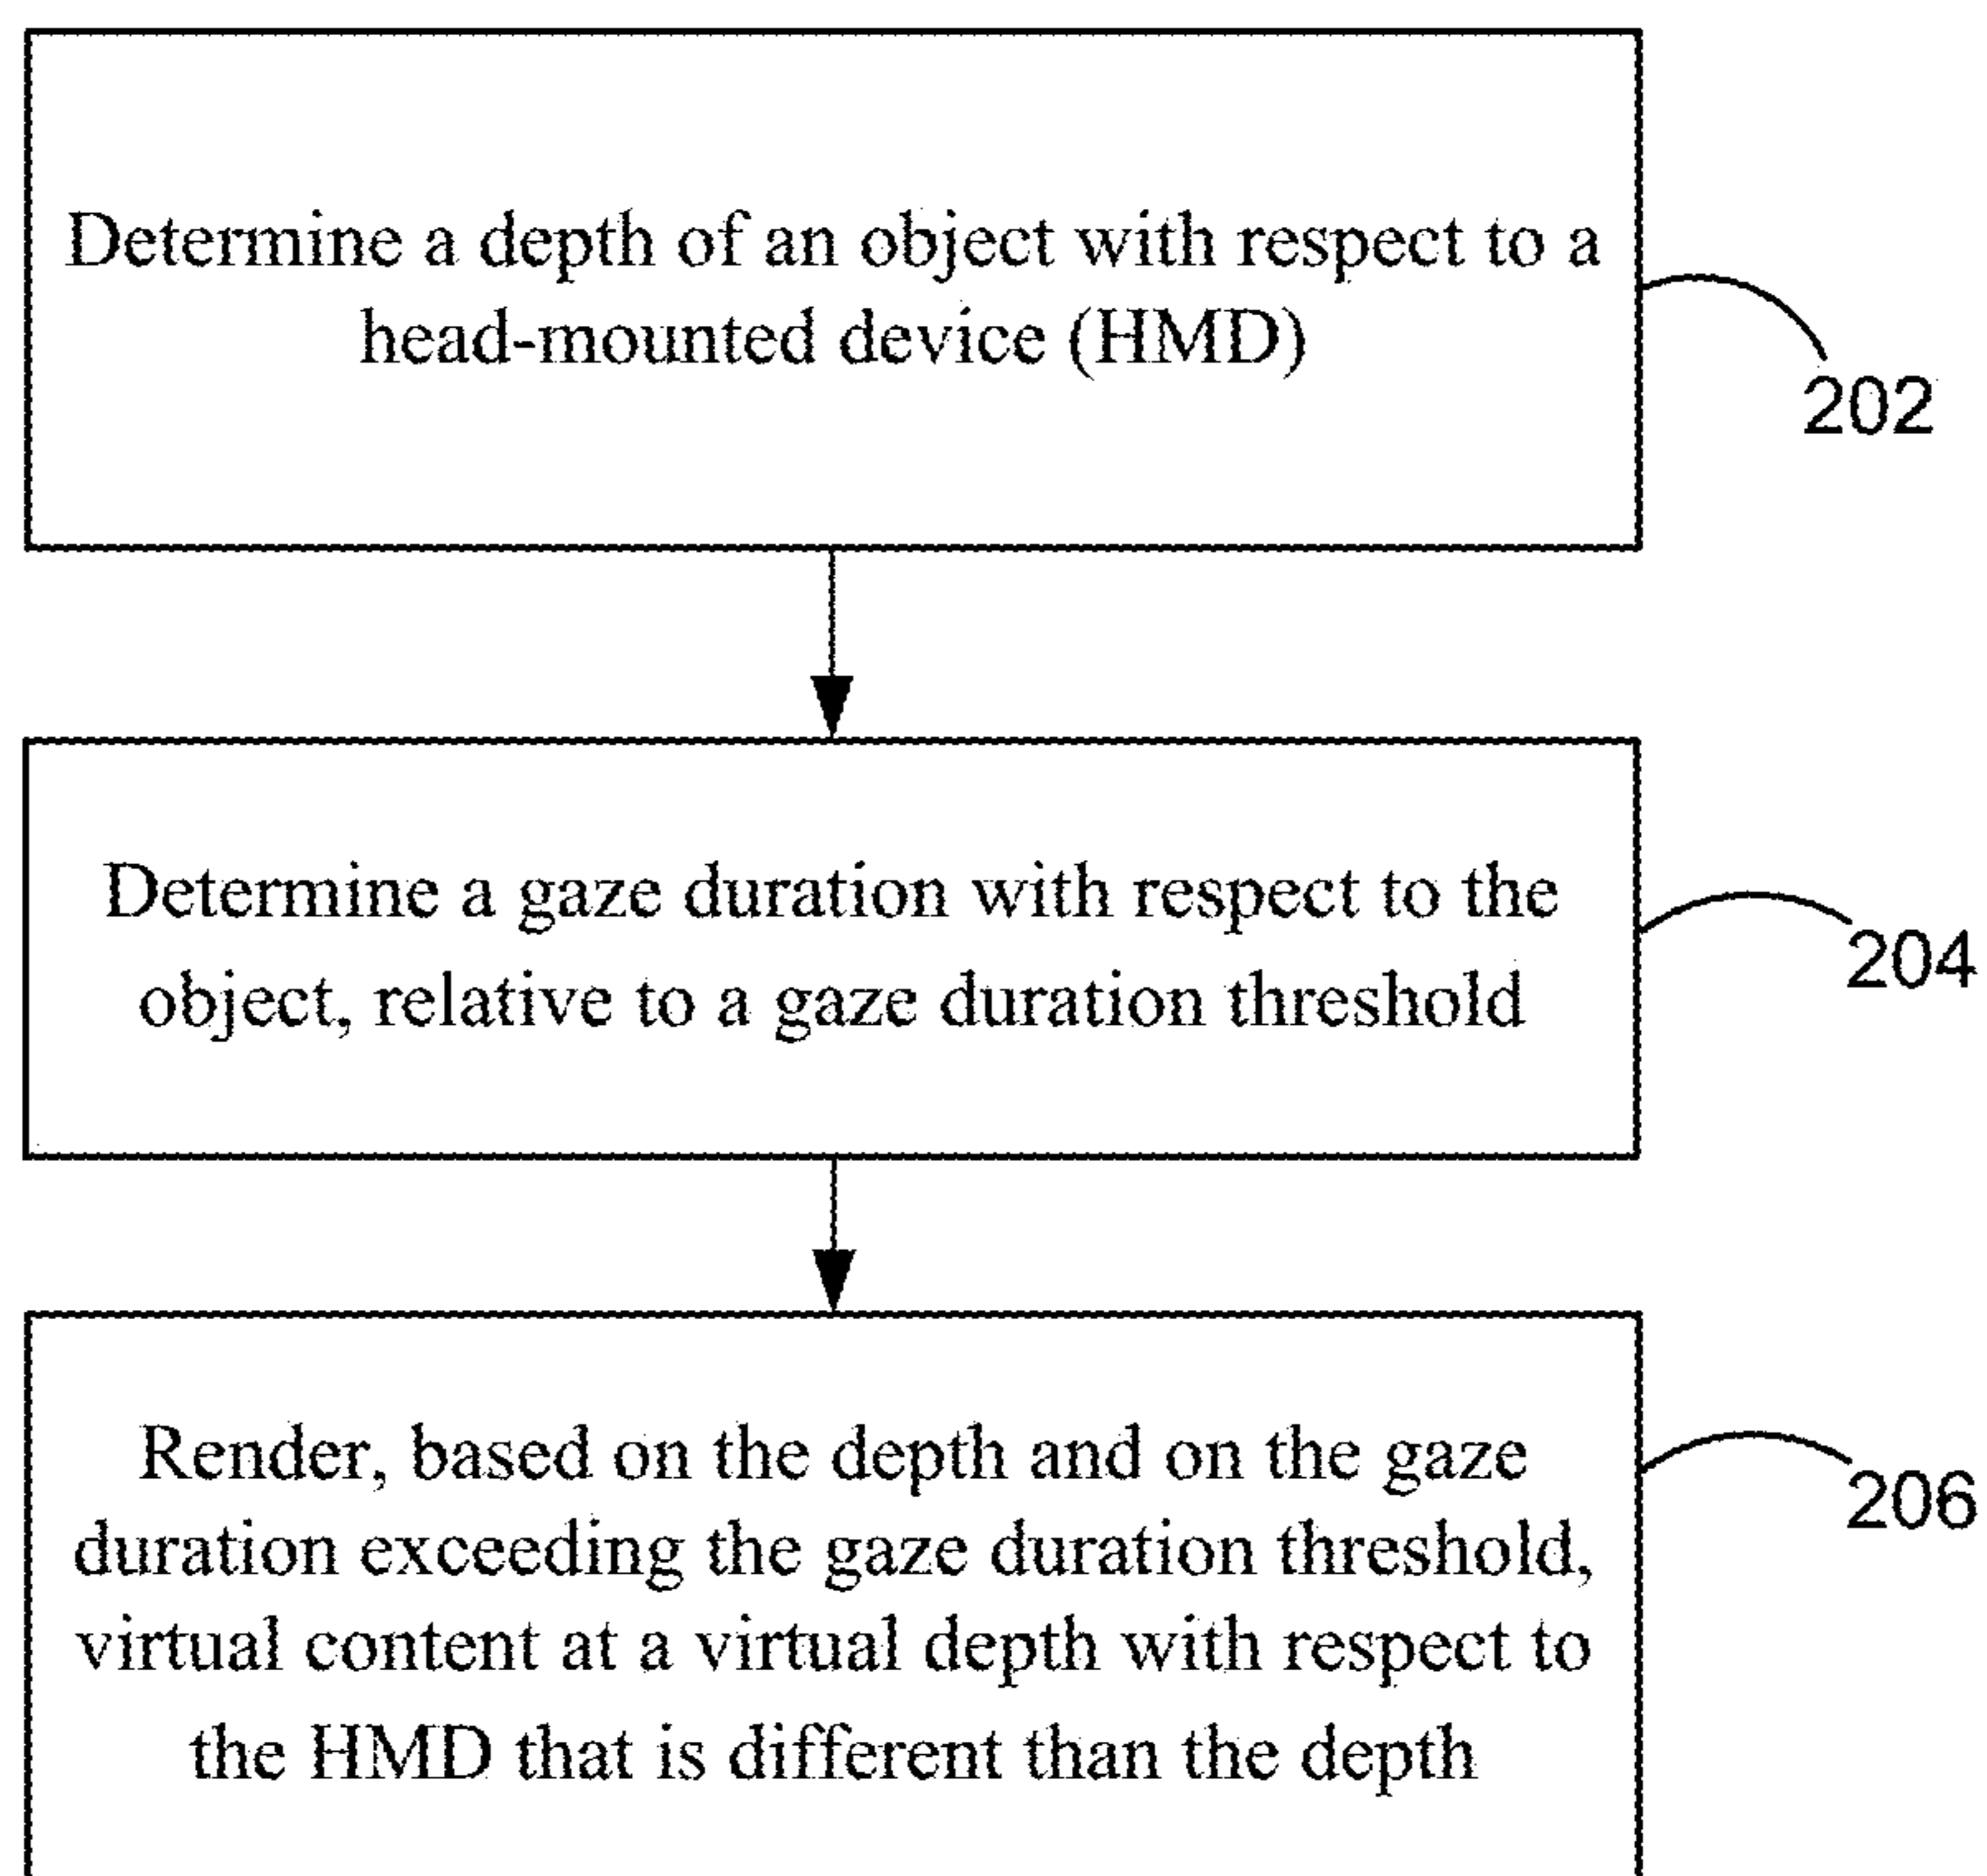 Determine a depth of an object with respect to a
head-mounted device (HMD)
202
Determine a gaze duration with respect to the
object, relative to a gaze duration threshold
204
Render, based on the depth and on the gaze
duration exceeding the gaze duration threshold,
virtual content at a virtual depth with respect to
the HMD that is different than the depth
206